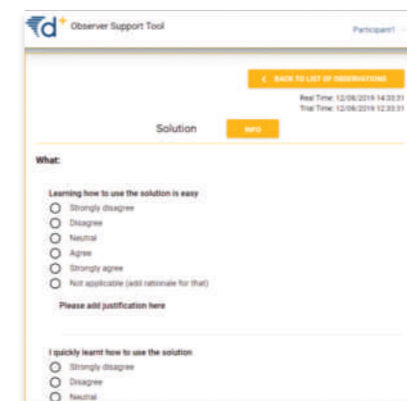 d+ Observer Support Tool
Participant1
BACK TO LIST OF OBSERVATIONS
Real Time: 12/09/2019 14:33:31
Trial Time: 12/09/2019 12:33:31
Solution INFO
What:
Learning how to use the solution is easy
Strongly disagree
Disagree
Neutral
Agree
Strongly agree
Not applicable (add rationale for that)
Please add justification here
I quickly learnt how to use the solution
Strongly disagree
Disagree
Neutral